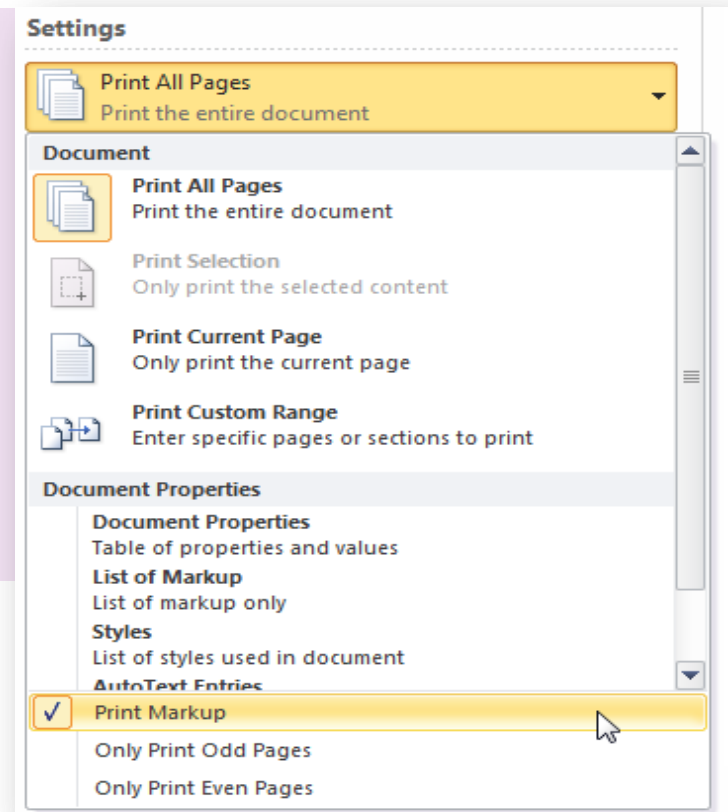 Settings
Print All Pages
Print the entire document
Document
Print All Pages
Print the entire document
Print Selection
Only print the selected content
Print Current Page
Only print the current page
Print Custom Range
Enter specific pages or sections to print
Document Properties
Document Properties
Table of properties and values
List of Markup
List of markup only
Styles
List of styles used in document
AutoText Entries
Print Markup
Only Print Odd Pages
Only Print Even Pages